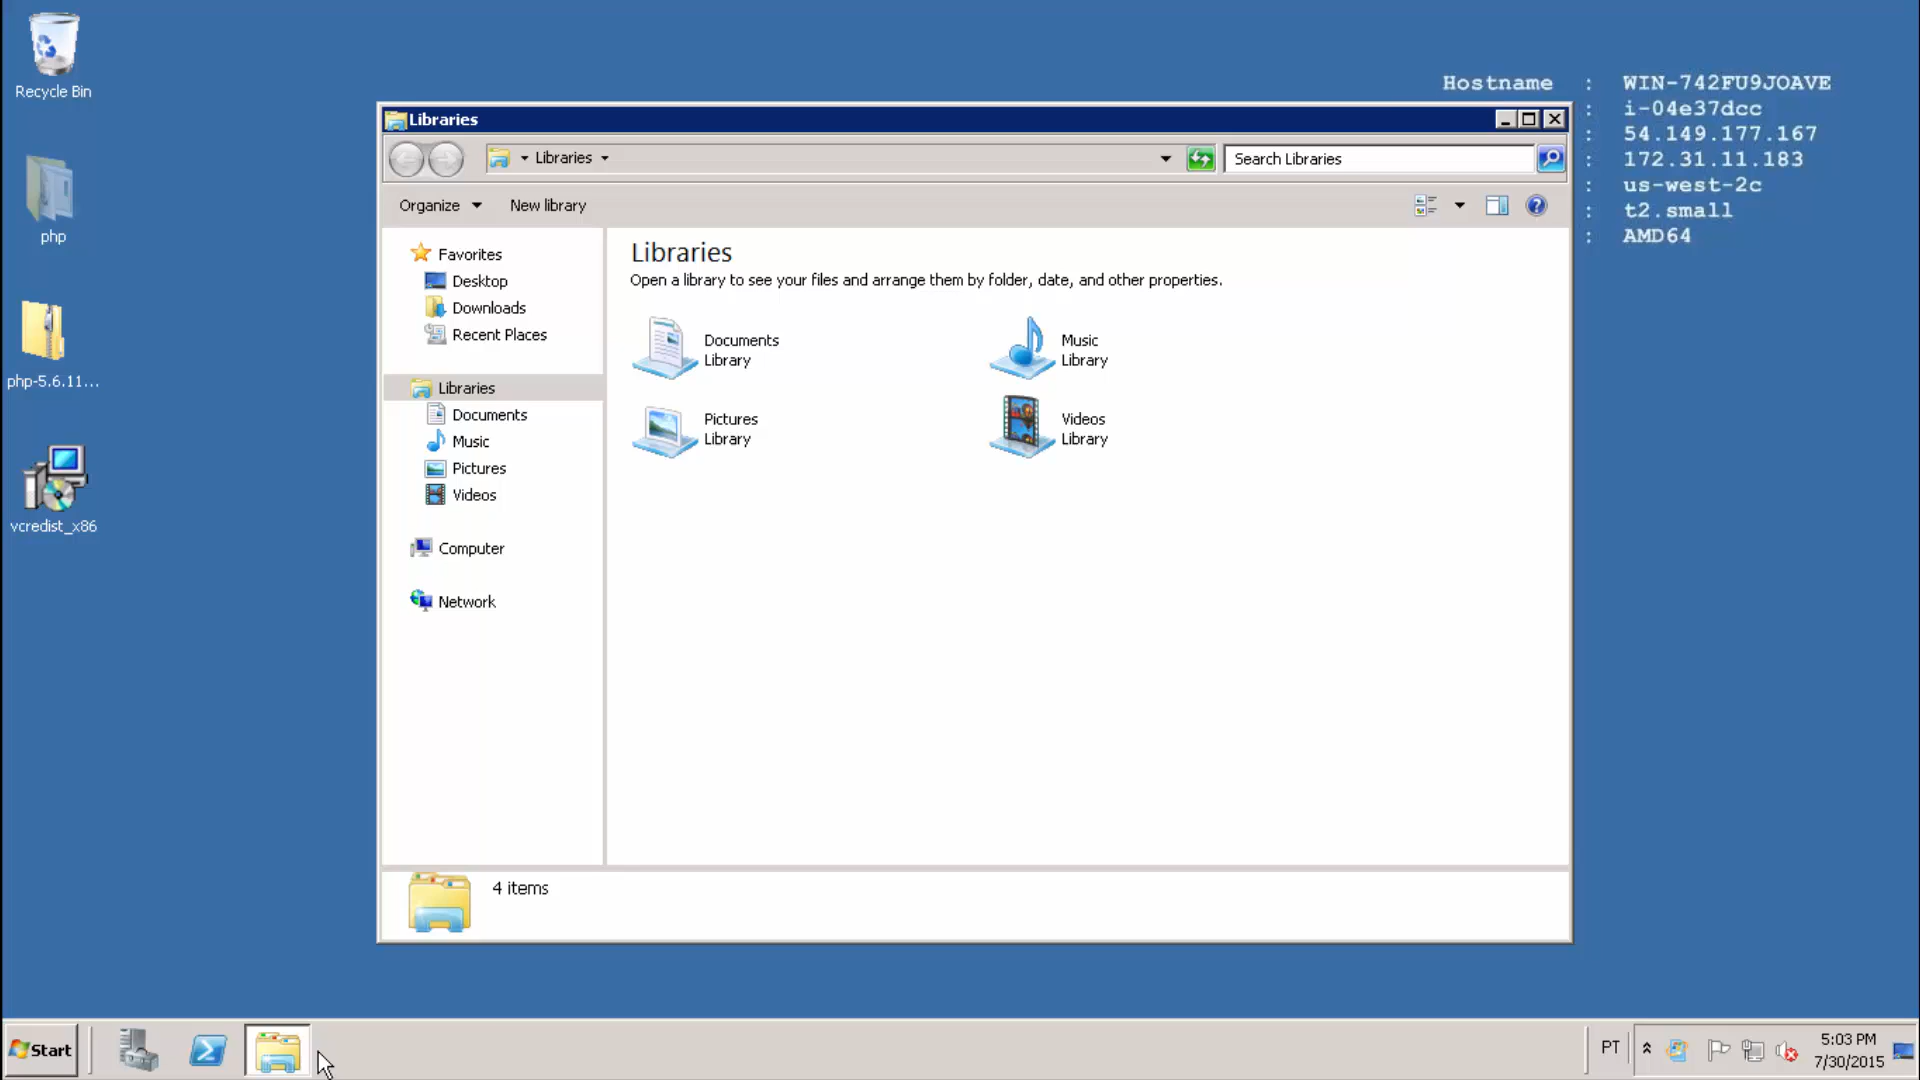 Recycle Bin
php
php-5.6.11...
vcredist_x86
Hostname : WIN-742FU9JOAVE
: i-04e37dcc
: 54.149.177.167
: 172.31.11.183
: us-west-2c
: t2.small
: AMD64
Libraries
Libraries
Search Libraries
Organize
New library
Favorites
Desktop
Downloads
Recent Places
Libraries
Documents
Music
Pictures
Videos
Computer
Network
Libraries
Open a library to see your files and arrange them by folder, date, and other properties.
Documents
Library
Music
Library
Pictures
Library
Videos
Library
4 items
Start
PT
5:03 PM
7/30/2015